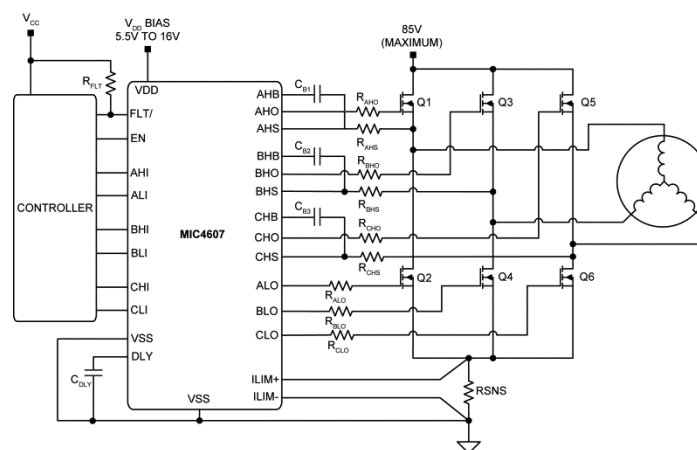 VCC
VDD BIAS
5.5V TO 16V
85V
(MAXIMUM)
RFLT
VDD
FLT/
EN
AHI
ALI
BHI
BLI
CHI
CLI
VSS
DLY
CDLY
CONTROLLER
MIC4607
VSS
AHB
AHO
AHS
BHB
BHO
BHS
CHB
CHO
CHS
ALO
BLO
CLO
ILIM+
ILIM-
CB1
RAHO
RAHS
CB2
RBHO
RBHS
CB3
RCHO
RCHS
RALO
RBLO
RCLO
Q1
Q3
Q5
Q2
Q4
Q6
RSNS